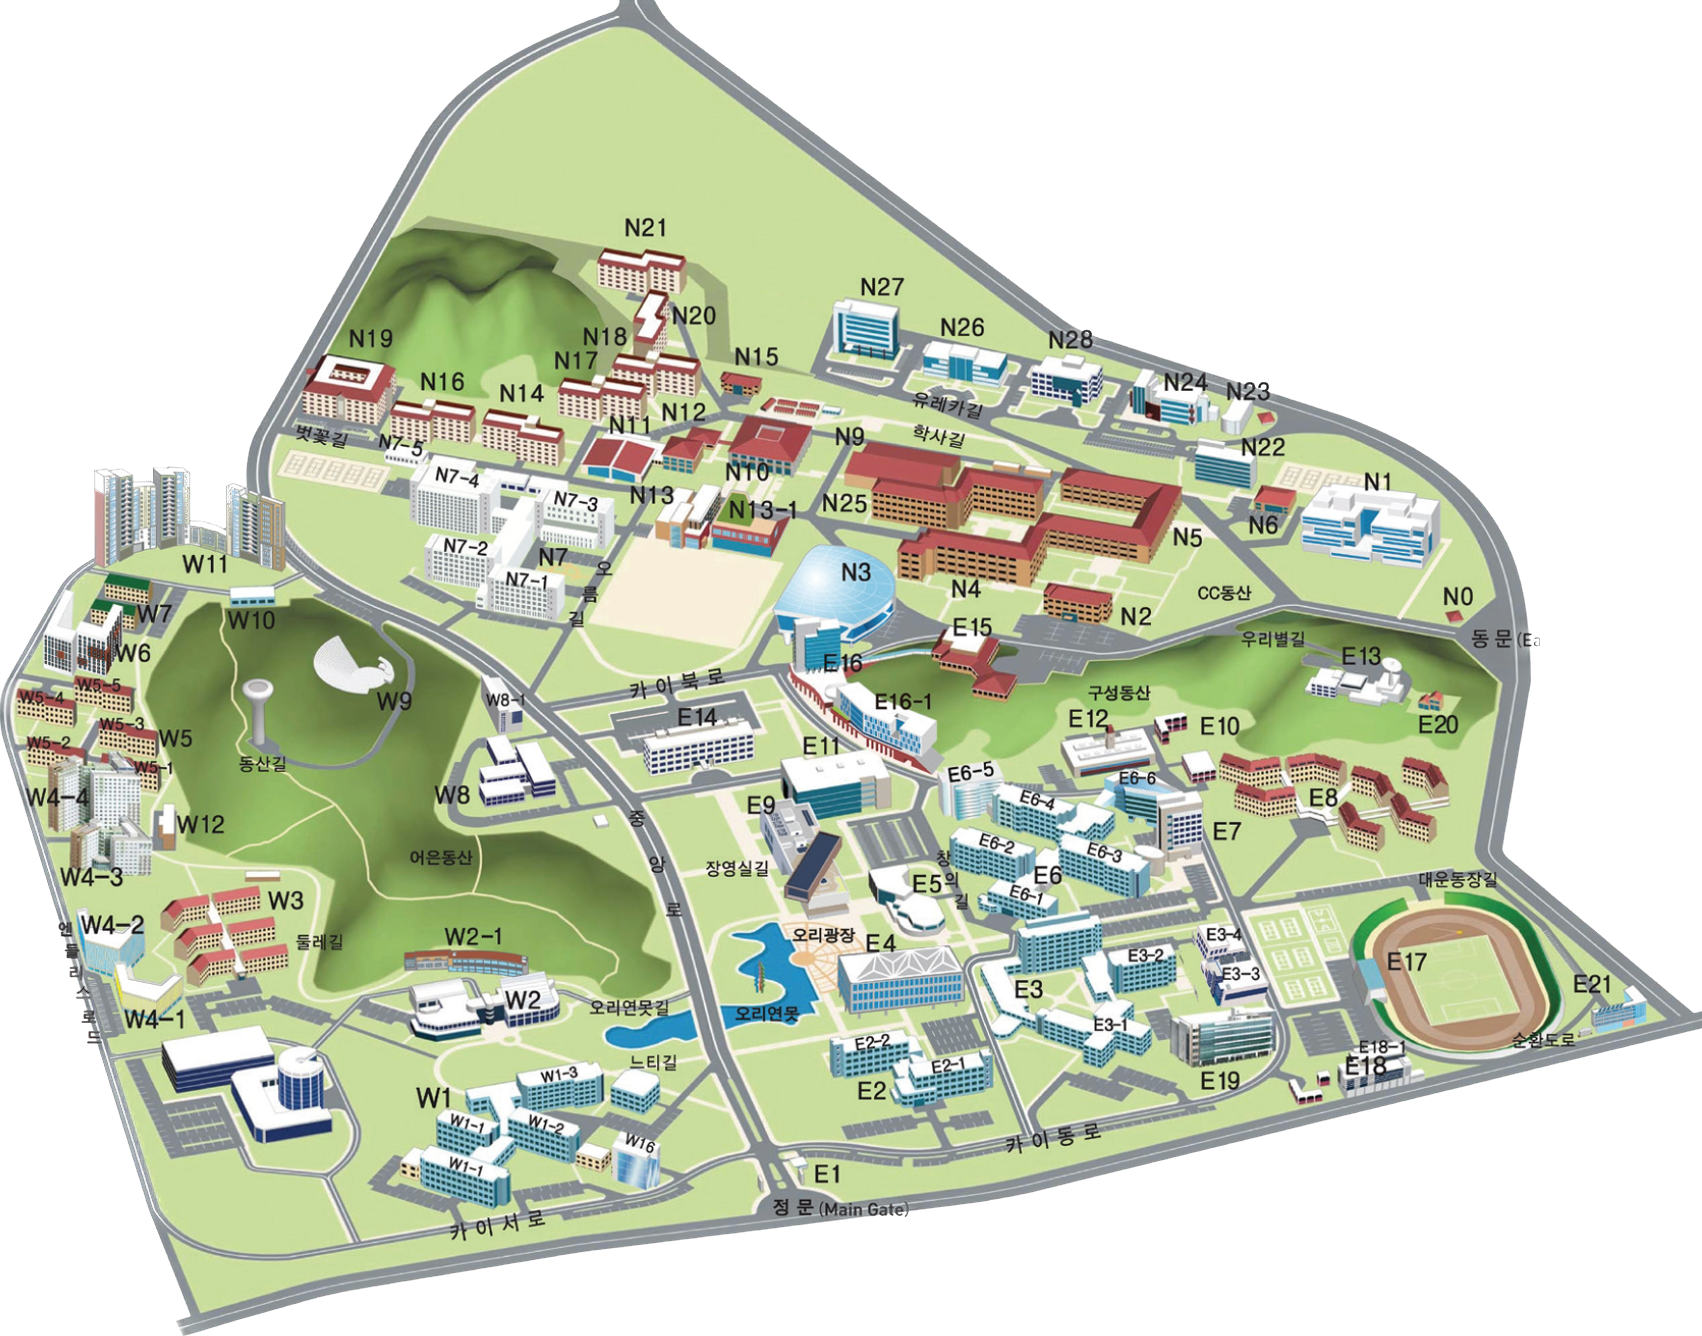 N21
N27
N20
N26
N28
N19
N18
N17
N15
N16
N14
N24
N23
유레카길
N12
N11
N9
학사길
벚꽃길
N7-5
N22
N10
N7-4
N1
N13
N7-3
N25
N13-1
N6
N5
N7-2
N7
W11
N7-1
오름길
N3
N4
CC동산
N0
W10
W7
N2
E15
우리별길
동문 (Ea
W6
E16
E13
카이북로
W5-5
W5-4
W9
W8-1
구성동산
E16-1
E20
W5-3
E14
E12
E10
W5
W5-2
E11
동산길
W5-1
E6-5
E6-6
W4-4
W8
E6-4
E8
E9
W12
중앙로
E7
E6-2
E6-3
어은동산
장영실길
창의길
E6
E5
W4-3
대운동장길
E6-1
W3
W4-2
엔들리스로드
둘레길
W2-1
오리광장
E4
E3-4
E3-2
E17
E3-3
E21
E3
W2
오리연못길
오리연못
W4-1
E3-1
순환도로
E2-2
E18-1
느티길
E2-1
E18
W1-3
E19
W1
E2
W1-1
W1-2
카이동로
W16
W1-1
E1
정문 (Main Gate)
카이서로